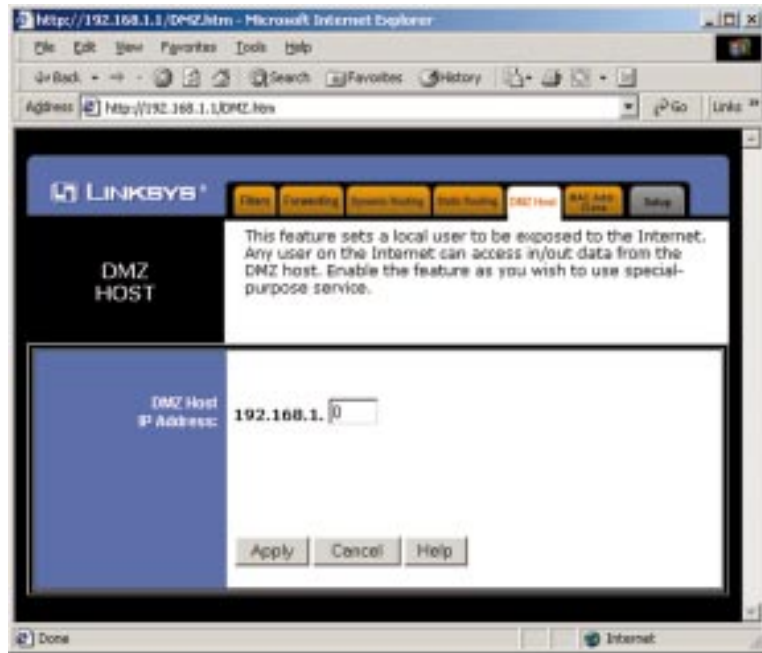 http://192.168.1.1/DMZ.htm - Microsoft Internet Explorer
File Edit View Favorites Tools Help
Back Search Favorites History
Address http://192.168.1.1/DMZ.htm Go Links »
LINKSYS®
Filters Forwarding Dynamic Routing Static Routing DMZ Host MAC Addr. Clone Setup
DMZ
HOST
This feature sets a local user to be exposed to the Internet.
Any user on the Internet can access in/out data from the
DMZ host. Enable the feature as you wish to use special-
purpose service.
DMZ Host
IP Address:
192.168.1. 0
Apply Cancel Help
Done Internet